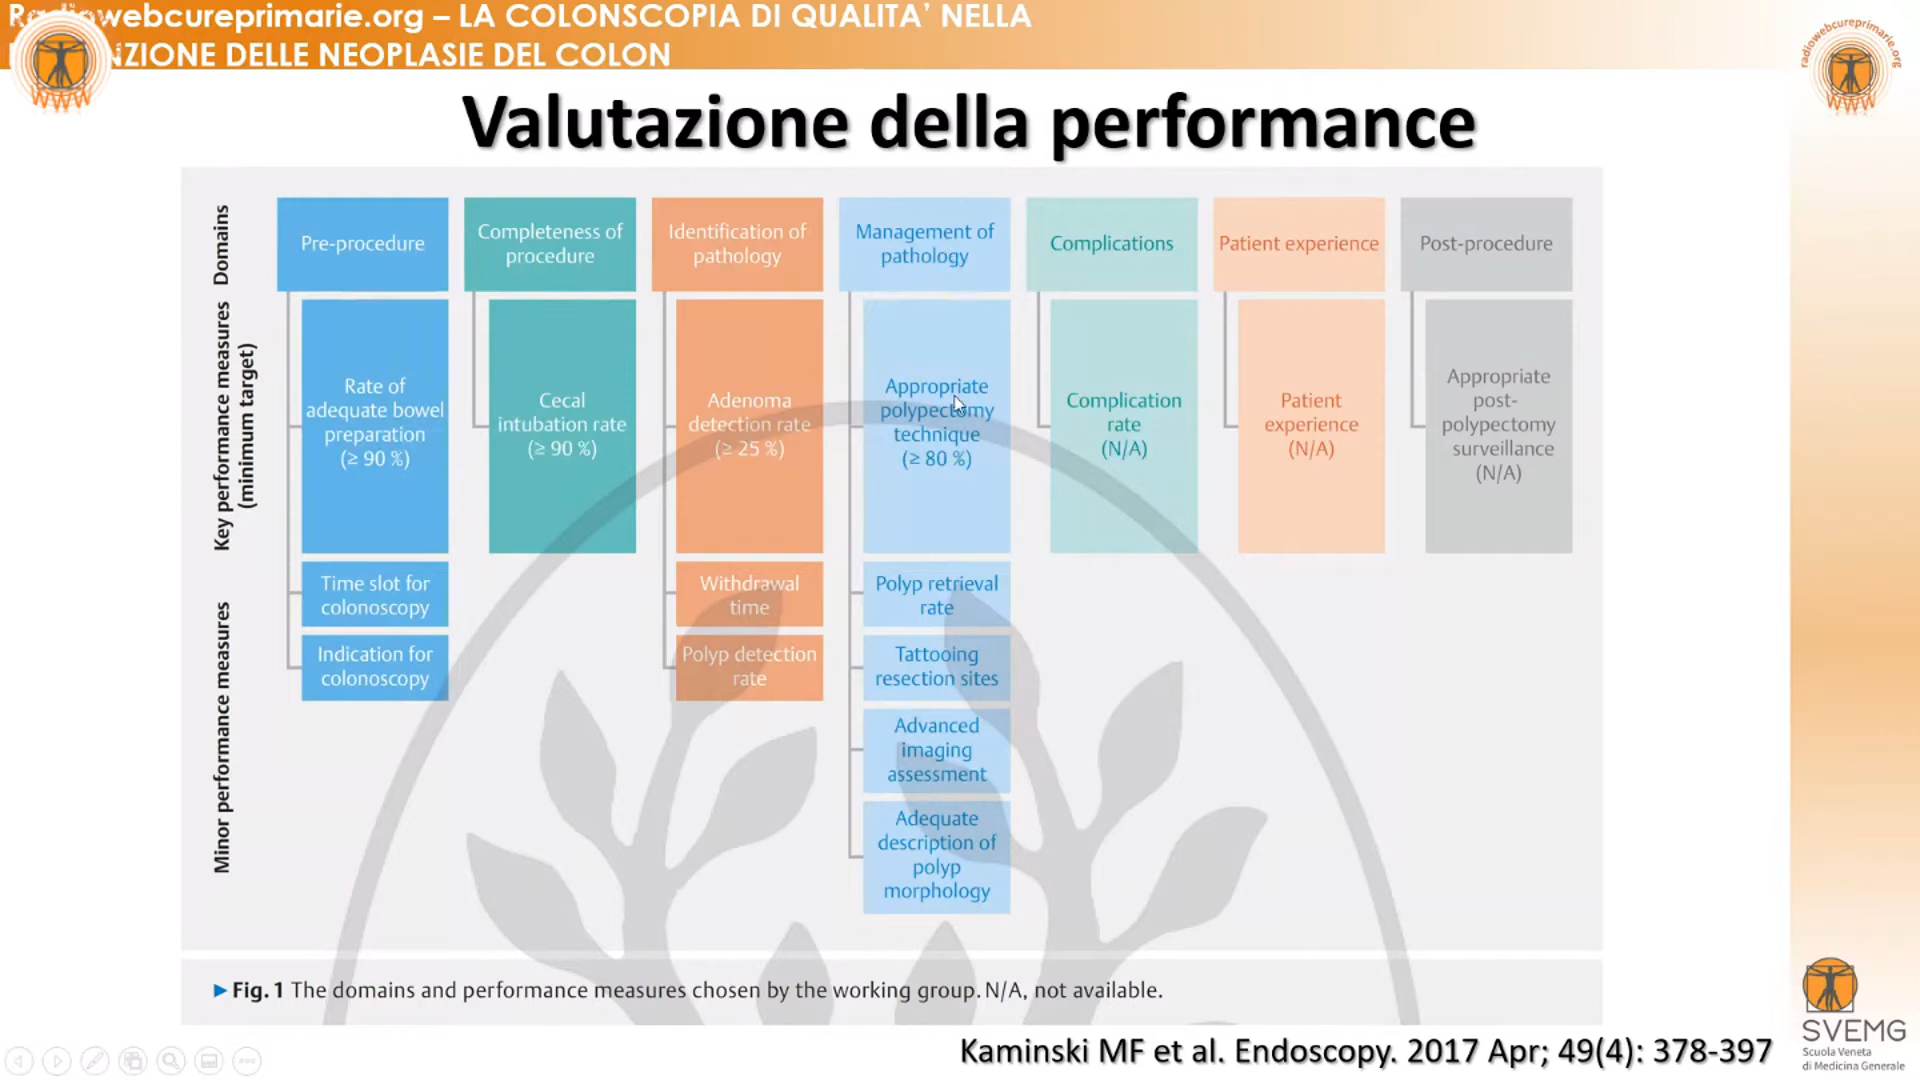 Radiowebcureprimarie.org – LA COLONSCOPIA DI QUALITA’ NELLA
NZIONE DELLE NEOPLASIE DEL COLON
WWW
radiowebcureprimarie.org
WWW
Valutazione della performance
Domains
Pre-procedure
Completeness of
procedure
Identification of
pathology
Management of
pathology
Complications
Patient experience
Post-procedure
Key performance measures
(minimum target)
Rate of
adequate bowel
preparation
(≥ 90 %)
Cecal
intubation rate
(≥ 90 %)
Adenoma
detection rate
(≥ 25 %)
Appropriate
polypectomy
technique
(≥ 80 %)
Complication
rate
(N/A)
Patient
experience
(N/A)
Appropriate
post-
polypectomy
surveillance
(N/A)
Minor performance measures
Time slot for
colonoscopy
Indication for
colonoscopy
Withdrawal
time
Polyp detection
rate
Polyp retrieval
rate
Tattooing
resection sites
Advanced
imaging
assessment
Adequate
description of
polyp
morphology
Fig. 1 The domains and performance measures chosen by the working group. N/A, not available.
Kaminski MF et al. Endoscopy. 2017 Apr; 49(4): 378-397
SVEMG
Scuola Veneta
di Medicina Generale